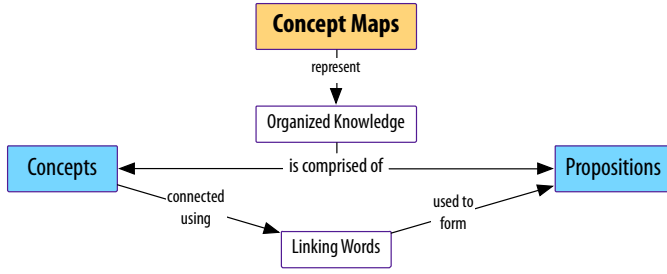 Concept Maps
represent
Organized Knowledge
Concepts
is comprised of
Propositions
connected
using
used to
form
Linking Words